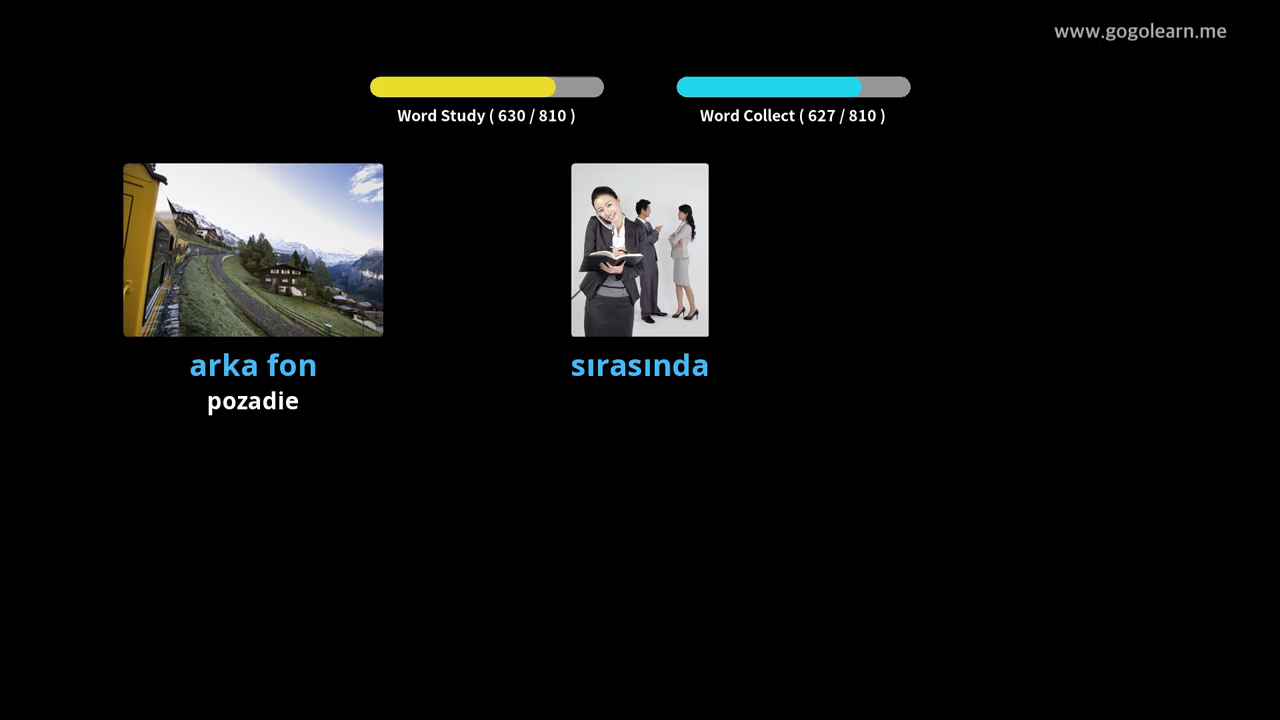 www.gogolearn.me
Word Study ( 630 / 810 )
Word Collect ( 627 / 810 )
arka fon
pozadie
sırasında